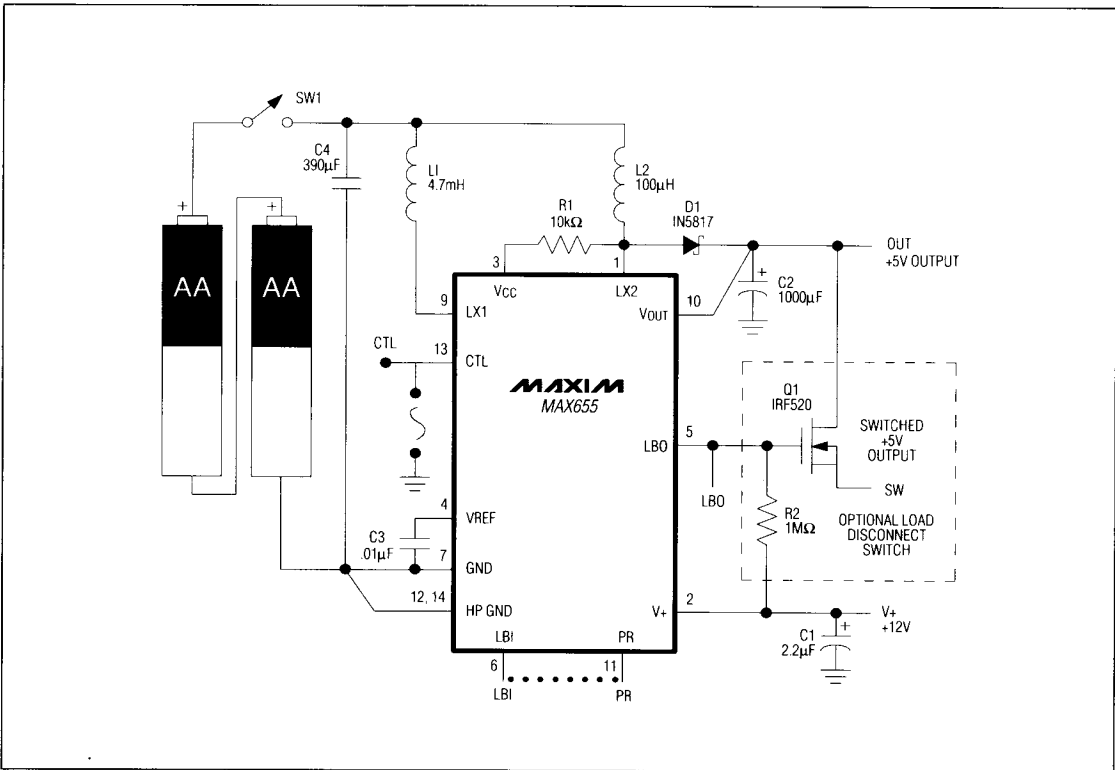 SW1
C4
390µF
L1
4.7mH
L2
100µH
R1
10kΩ
D1
IN5817
OUT
+5V OUTPUT
+
+
AA
AA
3
VCC
1
LX2
+
C2
1000µF
9
LX1
10
VOUT
CTL
13
CTL
MAXIM
MAX655
Q1
IRF520
SWITCHED
+5V
OUTPUT
5
LBO
LBO
SW
R2
1MΩ
OPTIONAL LOAD
DISCONNECT
SWITCH
4
VREF
C3
.01µF
7
GND
12, 14
HP GND
2
V+
V+
+12V
C1
2.2µF
+
LBI
PR
6
11
LBI
PR